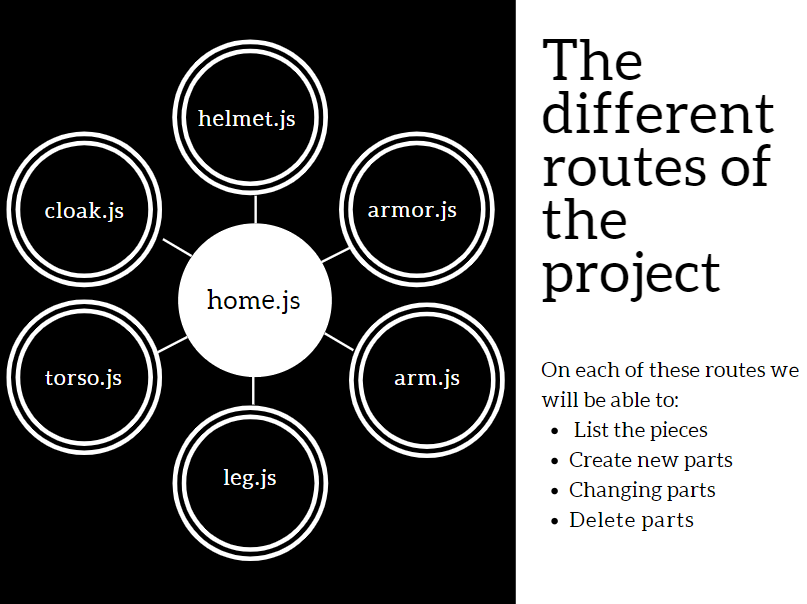 helmet.js
cloak.js
armor.js
home.js
torso.js
arm.js
leg.js
The
different
routes of
the
project
On each of these routes we
will be able to:
• List the pieces
• Create new parts
• Changing parts
• Delete parts